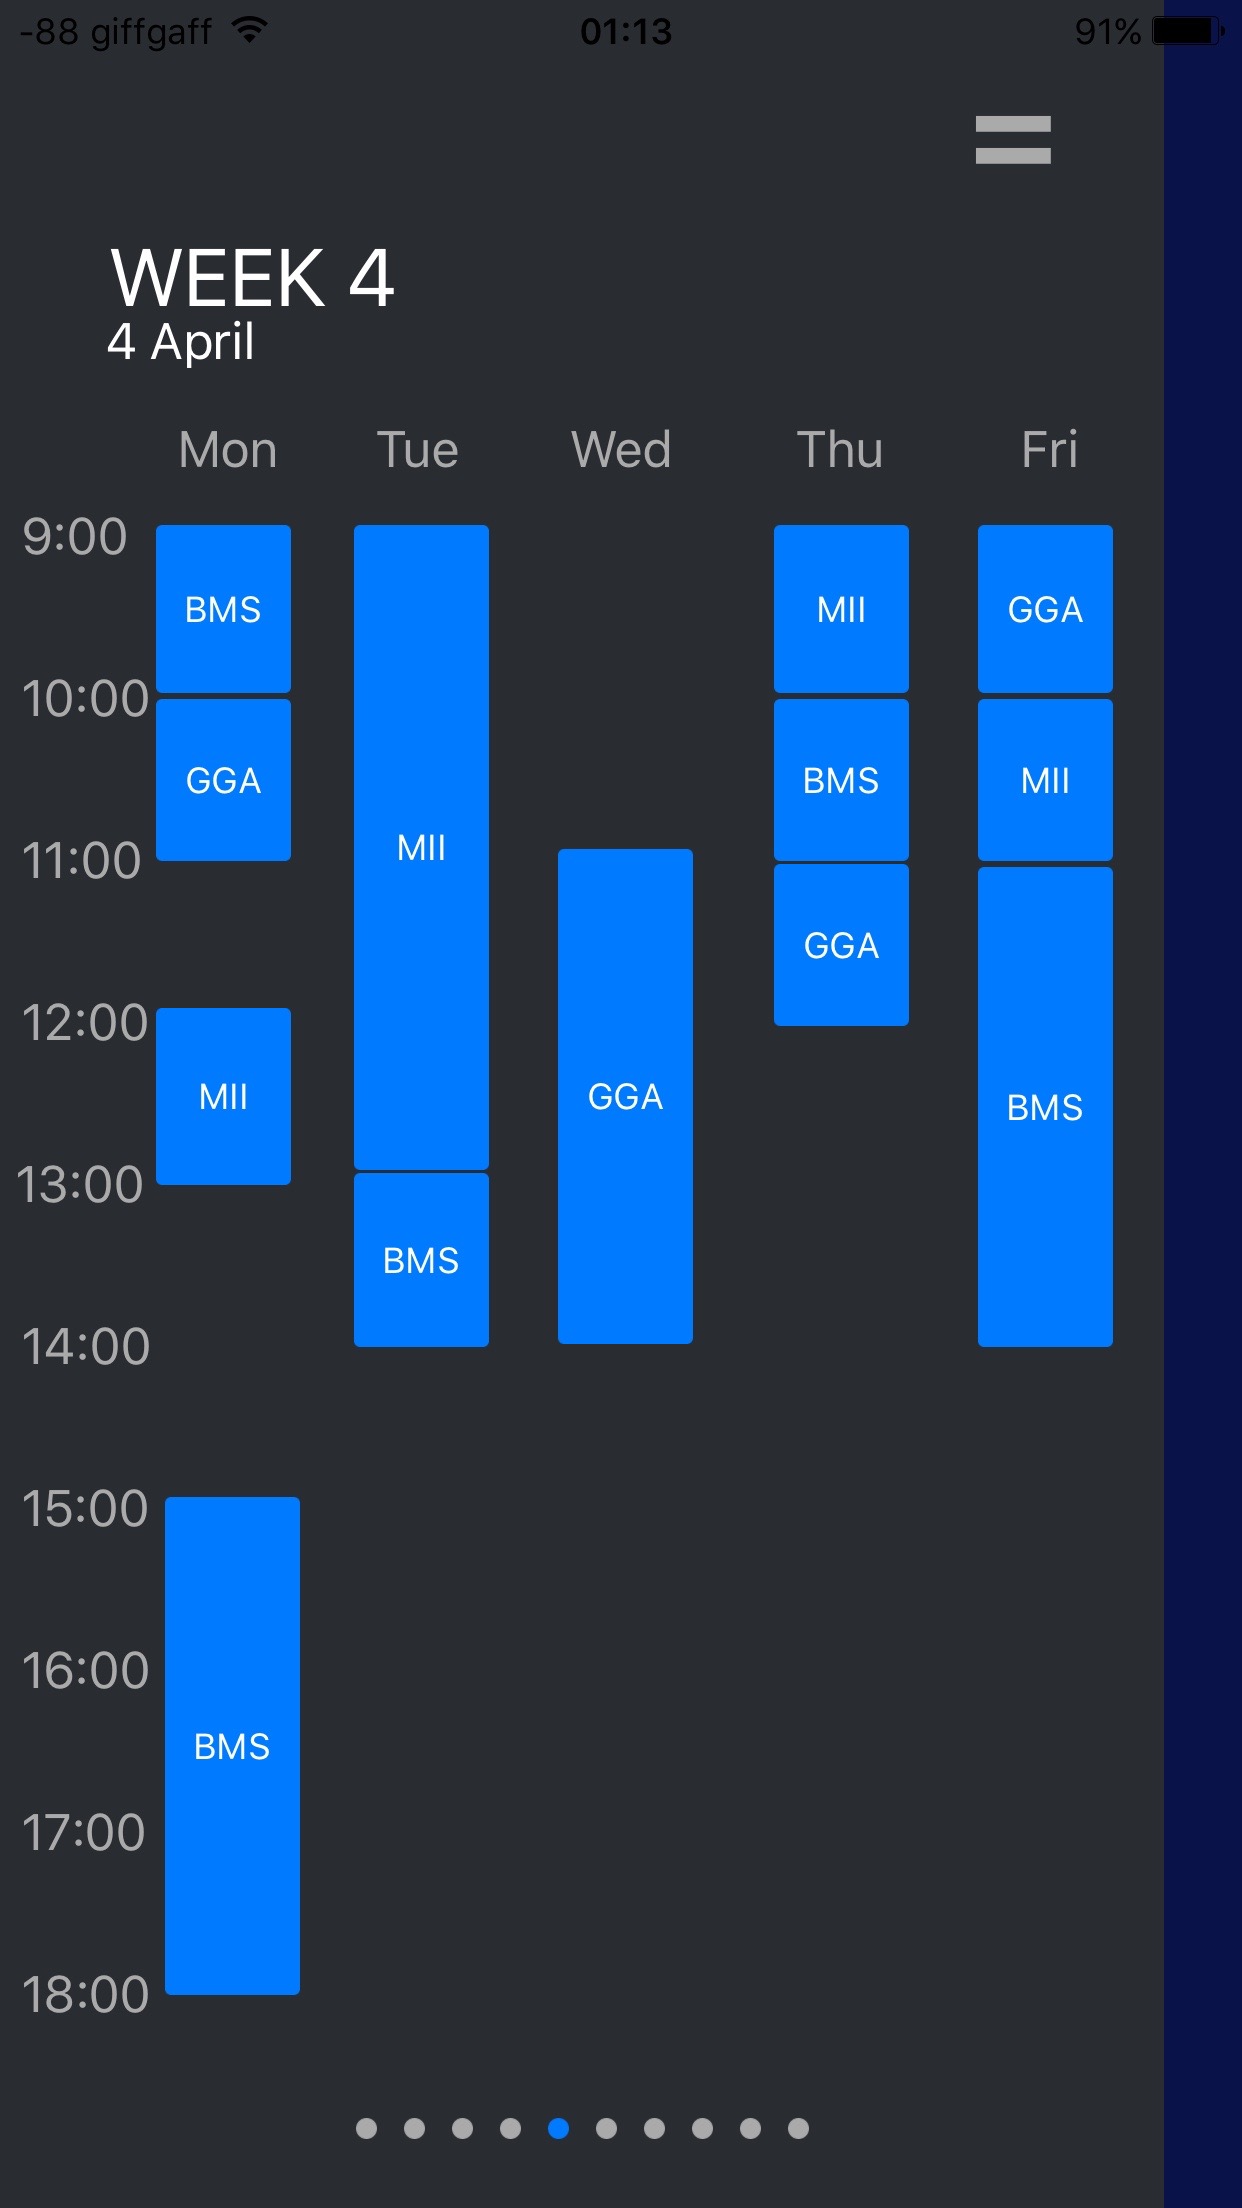 -88 giffgaff 01:13 91%
WEEK 4
4 April
Mon Tue Wed Thu Fri
9:00
BMS MII GGA
10:00
GGA BMS MII
MII
11:00
GGA
12:00
MII GGA BMS
13:00
BMS
14:00
15:00
16:00
BMS
17:00
18:00